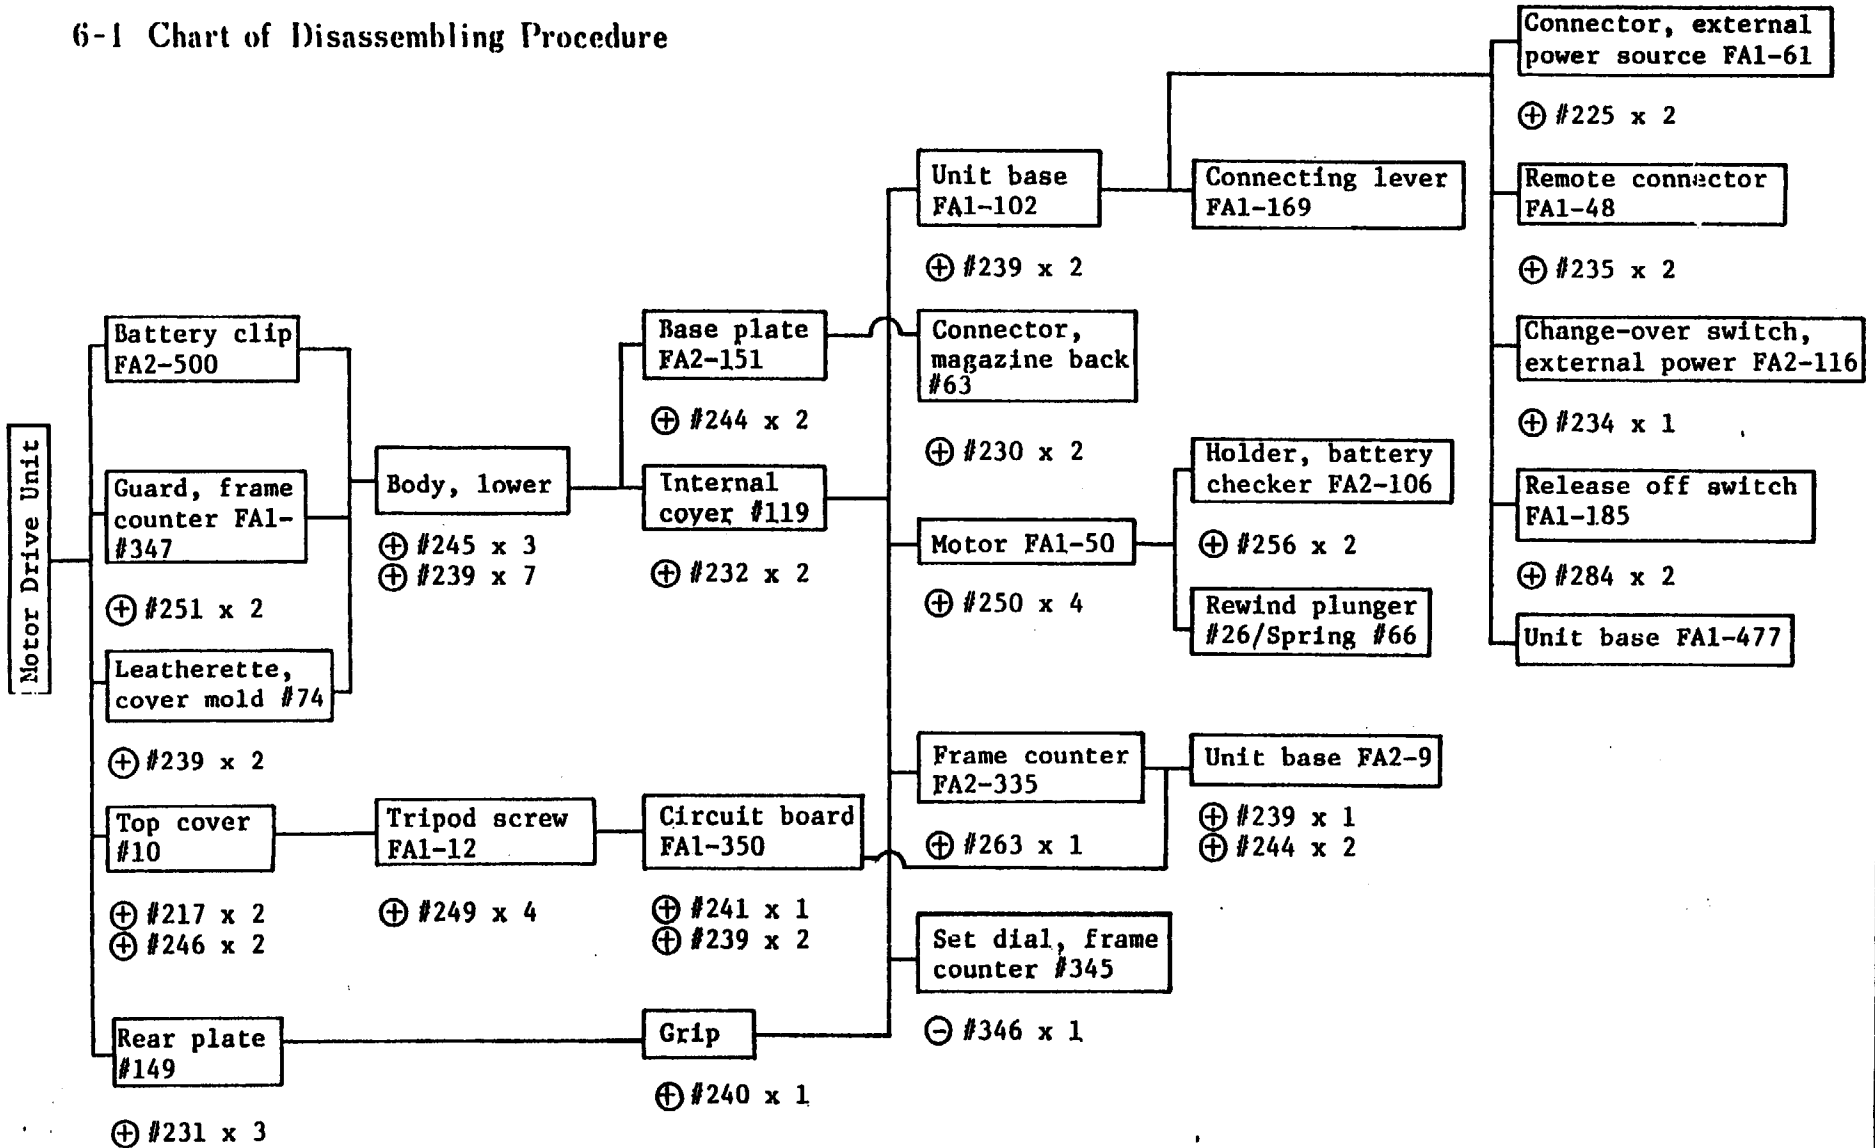 6-1 Chart of Disassembling Procedure
Motor Drive Unit
Battery clip
FA2-500
Guard, frame
counter FA1-
#347
⊕ #251 x 2
Leatherette,
cover mold #74
⊕ #239 x 2
Top cover
#10
⊕ #217 x 2
⊕ #246 x 2
Rear plate
#149
⊕ #231 x 3
Body, lower
⊕ #245 x 3
⊕ #239 x 7
Tripod screw
FA1-12
⊕ #249 x 4
Base plate
FA2-151
⊕ #244 x 2
Internal
cover #119
⊕ #232 x 2
Circuit board
FA1-350
⊕ #241 x 1
⊕ #239 x 2
Grip
⊕ #240 x 1
Unit base
FA1-102
⊕ #239 x 2
Connector,
magazine back
#63
⊕ #230 x 2
Motor FA1-50
⊕ #250 x 4
Frame counter
FA2-335
⊕ #263 x 1
Set dial, frame
counter #345
⊖ #346 x 1
Connecting lever
FA1-169
Holder, battery
checker FA2-106
⊕ #256 x 2
Rewind plunger
#26/Spring #66
Unit base FA2-9
⊕ #239 x 1
⊕ #244 x 2
Connector, external
power source FA1-61
⊕ #225 x 2
Remote connector
FA1-48
⊕ #235 x 2
Change-over switch,
external power FA2-116
⊕ #234 x 1
Release off switch
FA1-185
⊕ #284 x 2
Unit base FA1-477